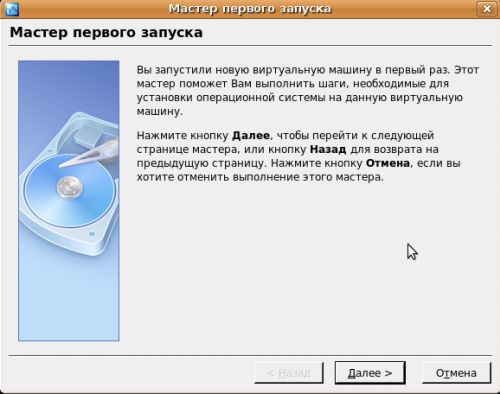 Мастер первого запуска
Мастер первого запуска
Вы запустили новую виртуальную машину в первый раз. Этот
мастер поможет Вам выполнить шаги, необходимые для
установки операционной системы на данную виртуальную
машину.
Нажмите кнопку Далее, чтобы перейти к следующей
странице мастера, или кнопку Назад для возврата на
предыдущую страницу. Нажмите кнопку Отмена, если вы
хотите отменить выполнение этого мастера.
< Назад Далее > Отмена